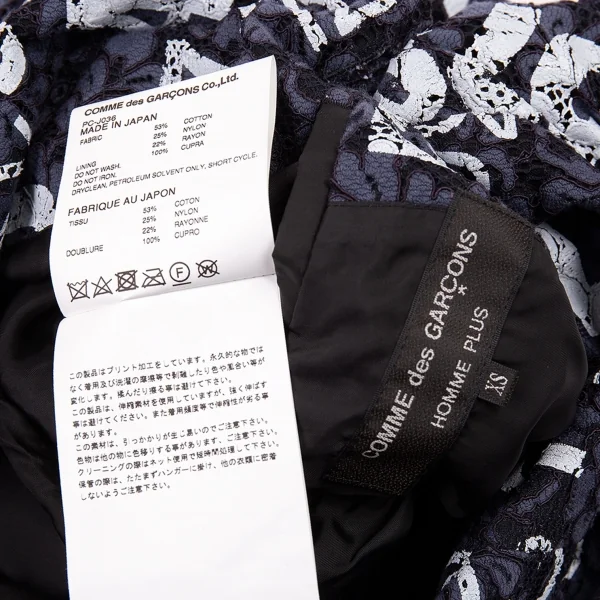 COMME des GARÇONS Co.,Ltd.
PC-J036
MADE IN JAPAN
FABRIC 53% COTTON
25% NYLON
22% RAYON
LINING 100% CUPRA
DO NOT WASH.
DO NOT IRON.
DRYCLEAN, PETROLEUM SOLVENT ONLY, SHORT CYCLE.
FABRIQUE AU JAPON
TISSU 53% COTON
25% NYLON
22% RAYONNE
DOUBLURE 100% CUPRO
F
W
この製品はプリント加工をしています。永久的な物では
なく着用及び洗濯の摩擦等で剥離したり色や風合い等が
変化します。揉んだり擦る事は避けて下さい。
この製品は、伸縮素材を使用していますが、強く伸ばす
事は避けてください。また着用頻度等で伸縮性が劣る事
があります。
この素材は、引っかかりが生じ易いのでご注意下さい。
色物は他の物に色移りする事があります、ご注意下さい。
クリーニングの際はネット使用で短時間処理して下さい。
保管の際は、たたまずハンガーに掛け、他の衣類に密着
しないようご注意下さい。
COMME des GARÇONS
HOMME PLUS
XS